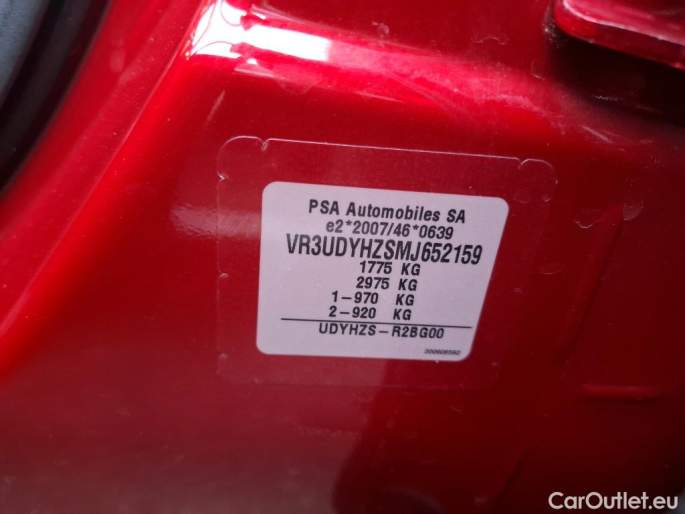 PSA Automobiles SA
e2*2007/46*0639
VR3UDYHZSMJ652159
1775 KG
2975 KG
1-970 KG
2-920 KG
UDYHZS-R2BG00
CarOutlet.eu